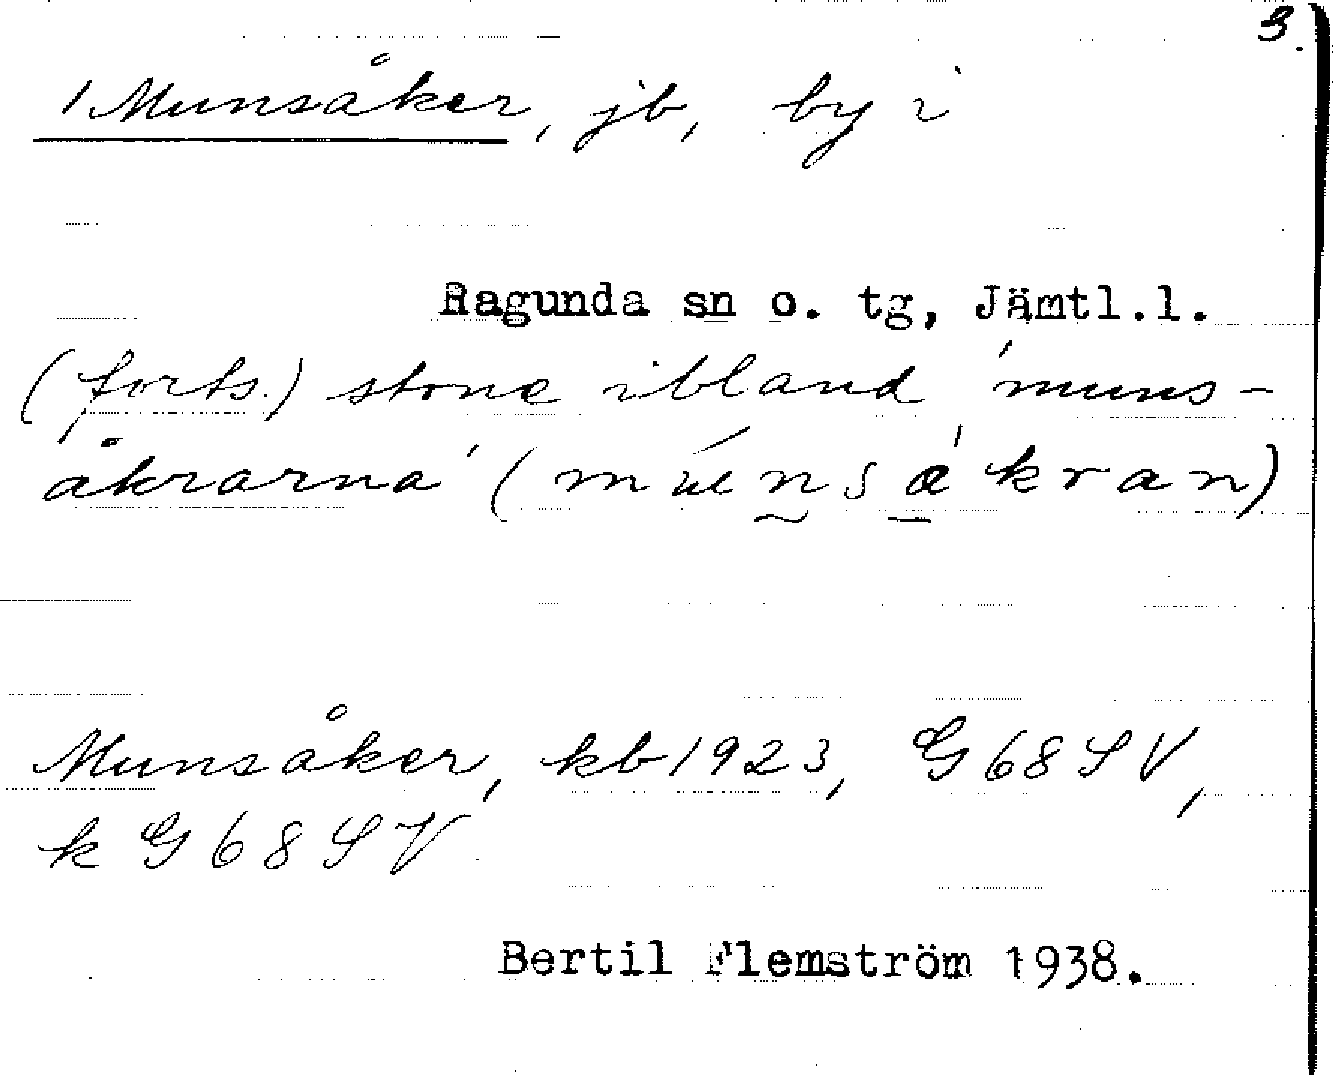 3.
1 Munsåker, jb, by i
Ragunda sn o. tg, Jämtl.l.
(forts.) stone ibland 'muns-
åkrarna' (
Munsåker, kb 1923, G 68 SV,
k G 68 SV
Bertil Flemström 1938.